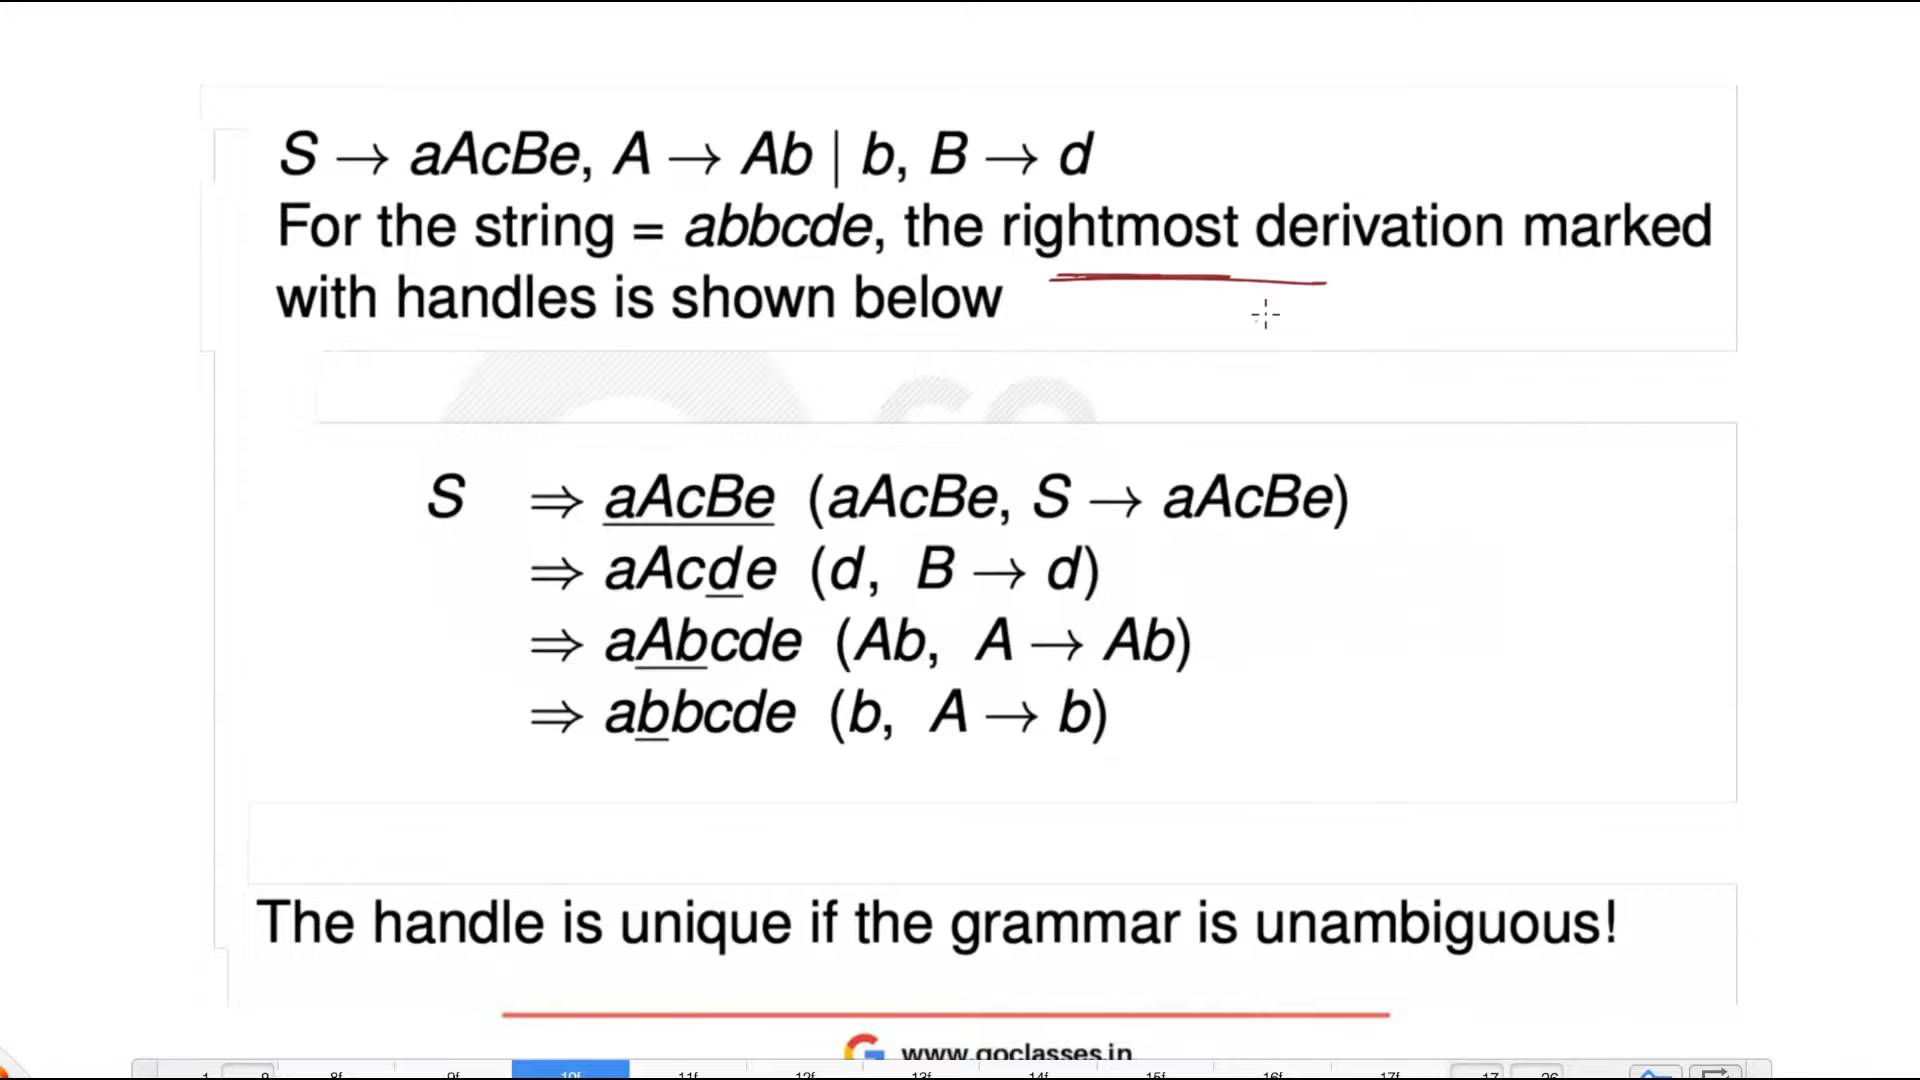 S → aAcBe, A → Ab | b, B → d
For the string = abbcde, the rightmost derivation marked
with handles is shown below
S ⇒ aAcBe (aAcBe, S → aAcBe)
⇒ aAcde (d, B → d)
⇒ aAbcde (Ab, A → Ab)
⇒ abbcde (b, A → b)
The handle is unique if the grammar is unambiguous!
www.goclasses.in